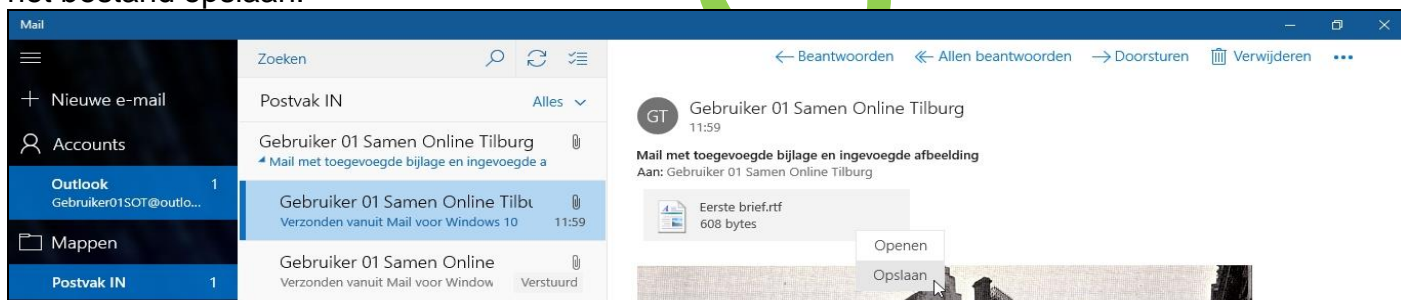 het bestand opslaan.
Mail
Zoeken
Beantwoorden Allen beantwoorden Doorsturen Verwijderen
Nieuwe e-mail
Accounts
Outlook 1
Gebruiker01SOT@outlo...
Mappen
Postvak IN 1
Postvak IN Alles
Gebruiker 01 Samen Online Tilburg
Mail met toegevoegde bijlage en ingevoegde a
Gebruiker 01 Samen Online Tilbu
Verzonden vanuit Mail voor Windows 10 11:59
Gebruiker 01 Samen Online
Verzonden vanuit Mail voor Window Verstuurd
GT
Gebruiker 01 Samen Online Tilburg
11:59
Mail met toegevoegde bijlage en ingevoegde afbeelding
Aan: Gebruiker 01 Samen Online Tilburg
Eerste brief.rtf
608 bytes
Openen
Opslaan